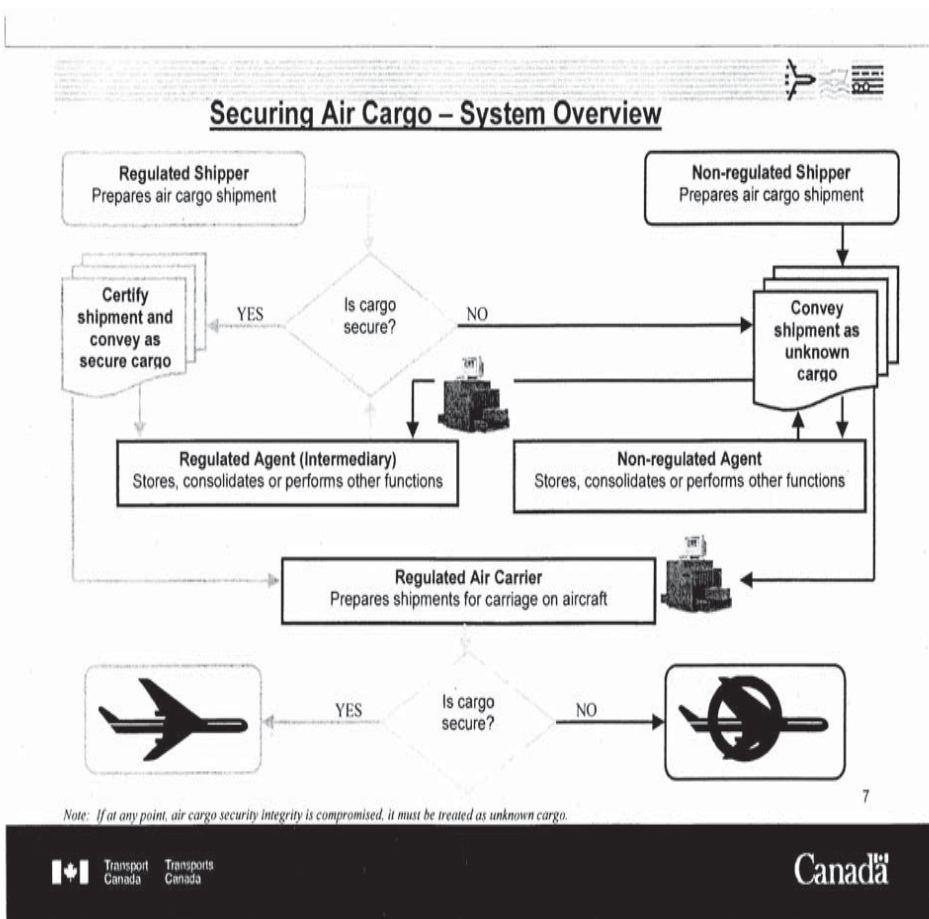 Securing Air Cargo – System Overview
Regulated Shipper
Prepares air cargo shipment
Non-regulated Shipper
Prepares air cargo shipment
Certify
shipment and
convey as
secure cargo
YES
Is cargo
secure?
NO
Convey
shipment as
unknown
cargo
Regulated Agent (Intermediary)
Stores, consolidates or performs other functions
Non-regulated Agent
Stores, consolidates or performs other functions
Regulated Air Carrier
Prepares shipments for carriage on aircraft
YES
Is cargo
secure?
NO
7
Note: If at any point, air cargo security integrity is compromised, it must be treated as unknown cargo.
Transport Transports
Canada Canada
Canada